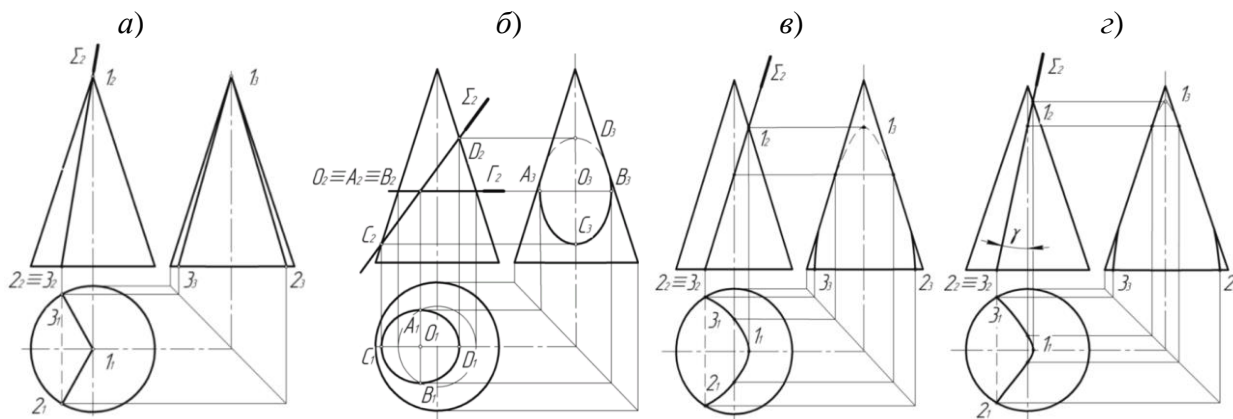 а) б) в) г)
Σ₂ 1₂ 1₃
2₂≡3₂ 3₃ 2₃
3₁ 1₁
2₁
Σ₂ D₂ D₃
O₂≡A₂≡B₂ Γ₂ A₃ O₃ B₃
C₂ C₃
A₁ O₁
C₁ D₁
B₁
Σ₂ 1₂ 1₃
2₂≡3₂ 3₃ 2₃
3₁ 1₁
2₁
Σ₂ 1₂ 1₃
γ
2₂≡3₂ 3₃ 2
3₁ 1₁
2₁